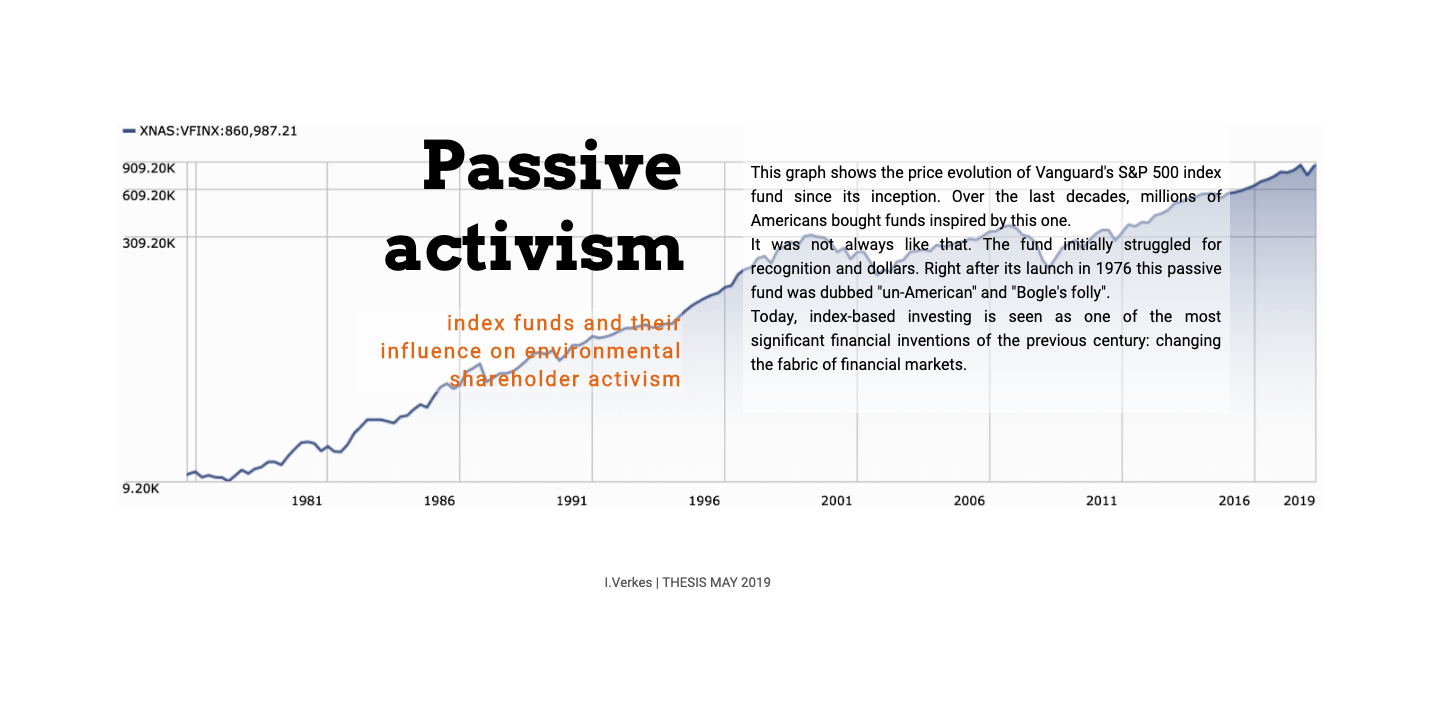 XNAS:VFINX:860,987.21
909.20K
609.20K
309.20K
9.20K
Passive
activism
index funds and their
influence on environmental
shareholder activism
This graph shows the price evolution of Vanguard's S&P 500 index
fund since its inception. Over the last decades, millions of
Americans bought funds inspired by this one.
It was not always like that. The fund initially struggled for
recognition and dollars. Right after its launch in 1976 this passive
fund was dubbed "un-American" and "Bogle's folly".
Today, index-based investing is seen as one of the most
significant financial inventions of the previous century: changing
the fabric of financial markets.
1981 1986 1991 1996 2001 2006 2011 2016 2019
I.Verkes | THESIS MAY 2019